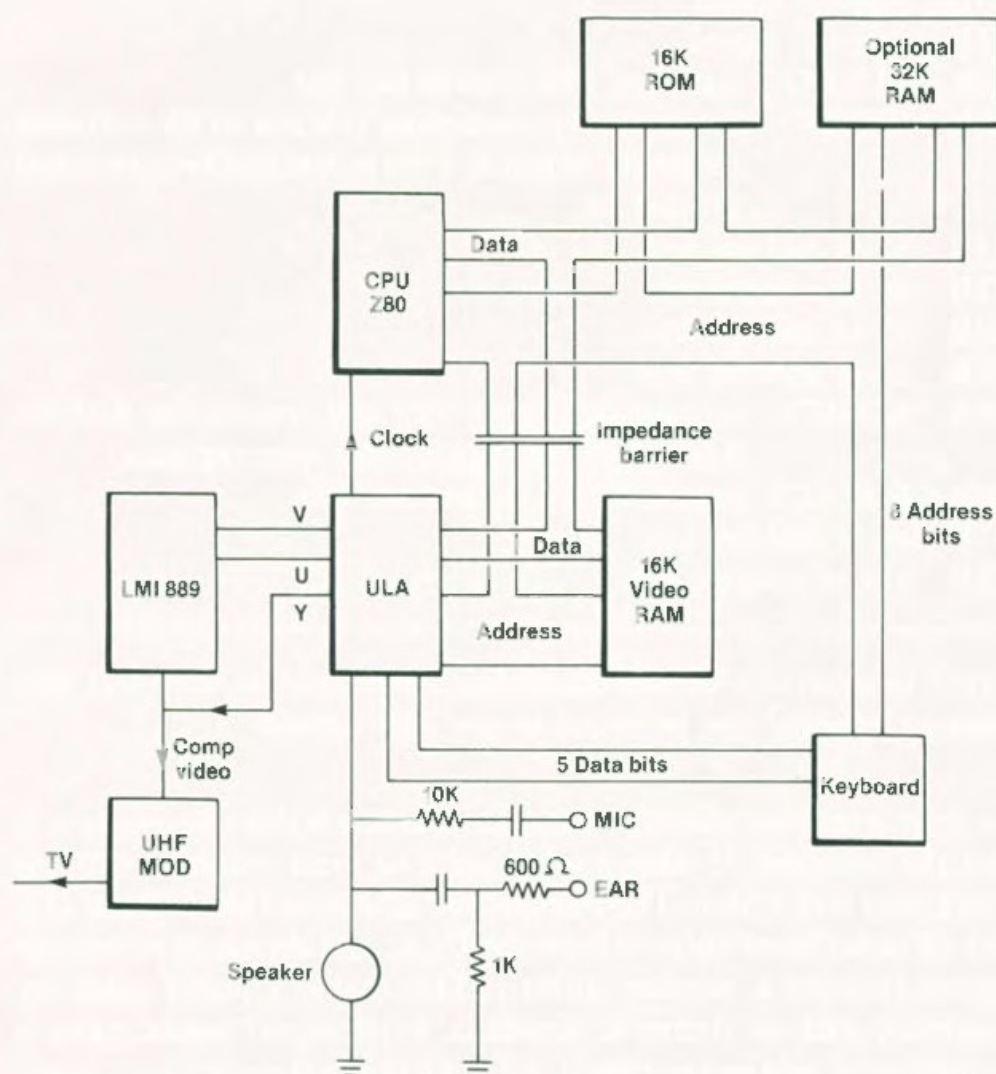 16K
ROM
Optional
32K
RAM
Data
CPU
Z80
Address
Clock
Impedance
barrier
8 Address
bits
V
U
Y
LMI 889
ULA
Data
16K
Video
RAM
Address
Comp
video
5 Data bits
Keyboard
10K
MIC
UHF
MOD
TV
600 Ω
EAR
Speaker
1K